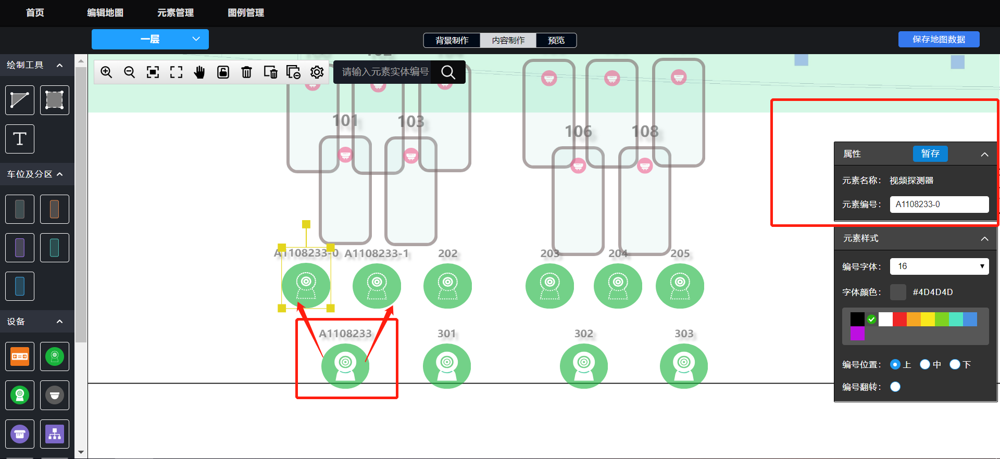 首页 编辑地图 元素管理 图例管理
一层 背景制作 内容制作 预览 保存地图数据
绘制工具
请输入元素实体编号
101 103 106 108
属性 暂存
元素名称： 视频探测器
元素编号： A1108233-0
车位及分区
元素样式
A1108233-0 A1108233-1 202 203 204 205
编号字体： 16
字体颜色： #4D4D4D
设备
A1108233 301 302 303
编号位置： 上 中 下
编号翻转：